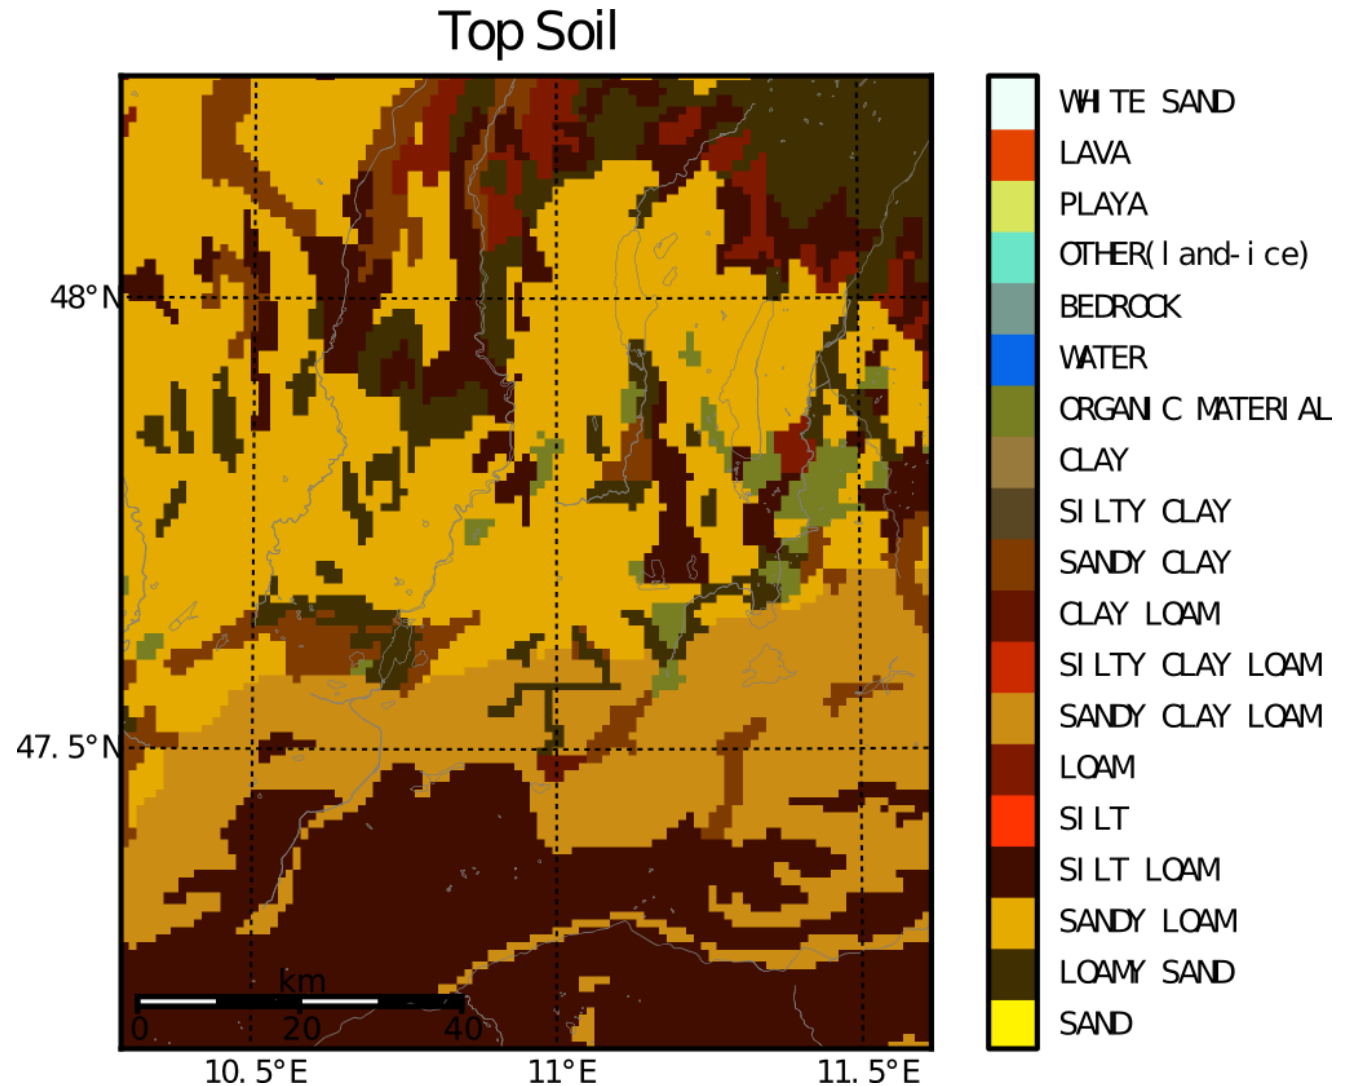 Top Soil
WHITE SAND
LAVA
PLAYA
OTHER(land-ice)
BEDROCK
WATER
ORGANIC MATERIAL
CLAY
SILTY CLAY
SANDY CLAY
CLAY LOAM
SILTY CLAY LOAM
SANDY CLAY LOAM
LOAM
SILT
SILT LOAM
SANDY LOAM
LOAMY SAND
SAND
48°N
47.5°N
km
0 20 40
10.5°E 11°E 11.5°E